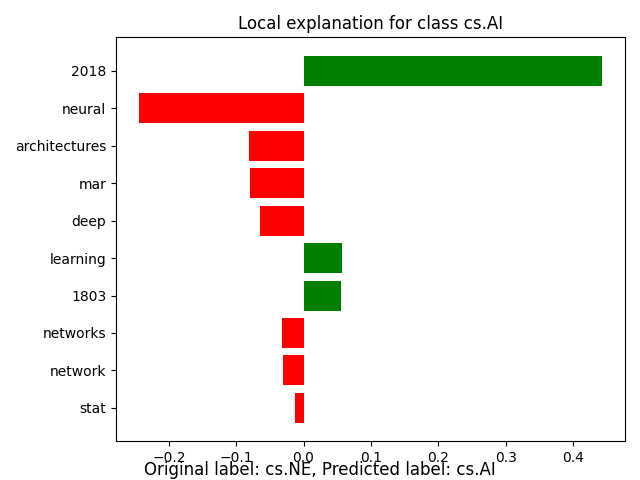 Local explanation for class cs.AI
2018
neural
architectures
mar
deep
learning
1803
networks
network
stat
−0.2 −0.1 0.0 0.1 0.2 0.3 0.4
Original label: cs.NE, Predicted label: cs.AI